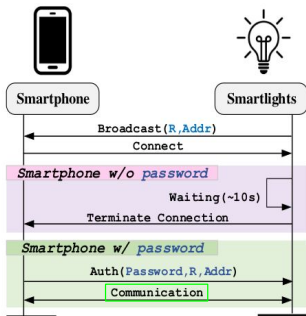 Smartphone Smartlights
Broadcast(R,Addr)
Connect
Smartphone w/o password
Waiting(~10s)
Terminate Connection
Smartphone w/ password
Auth(Password,R,Addr)
Communication